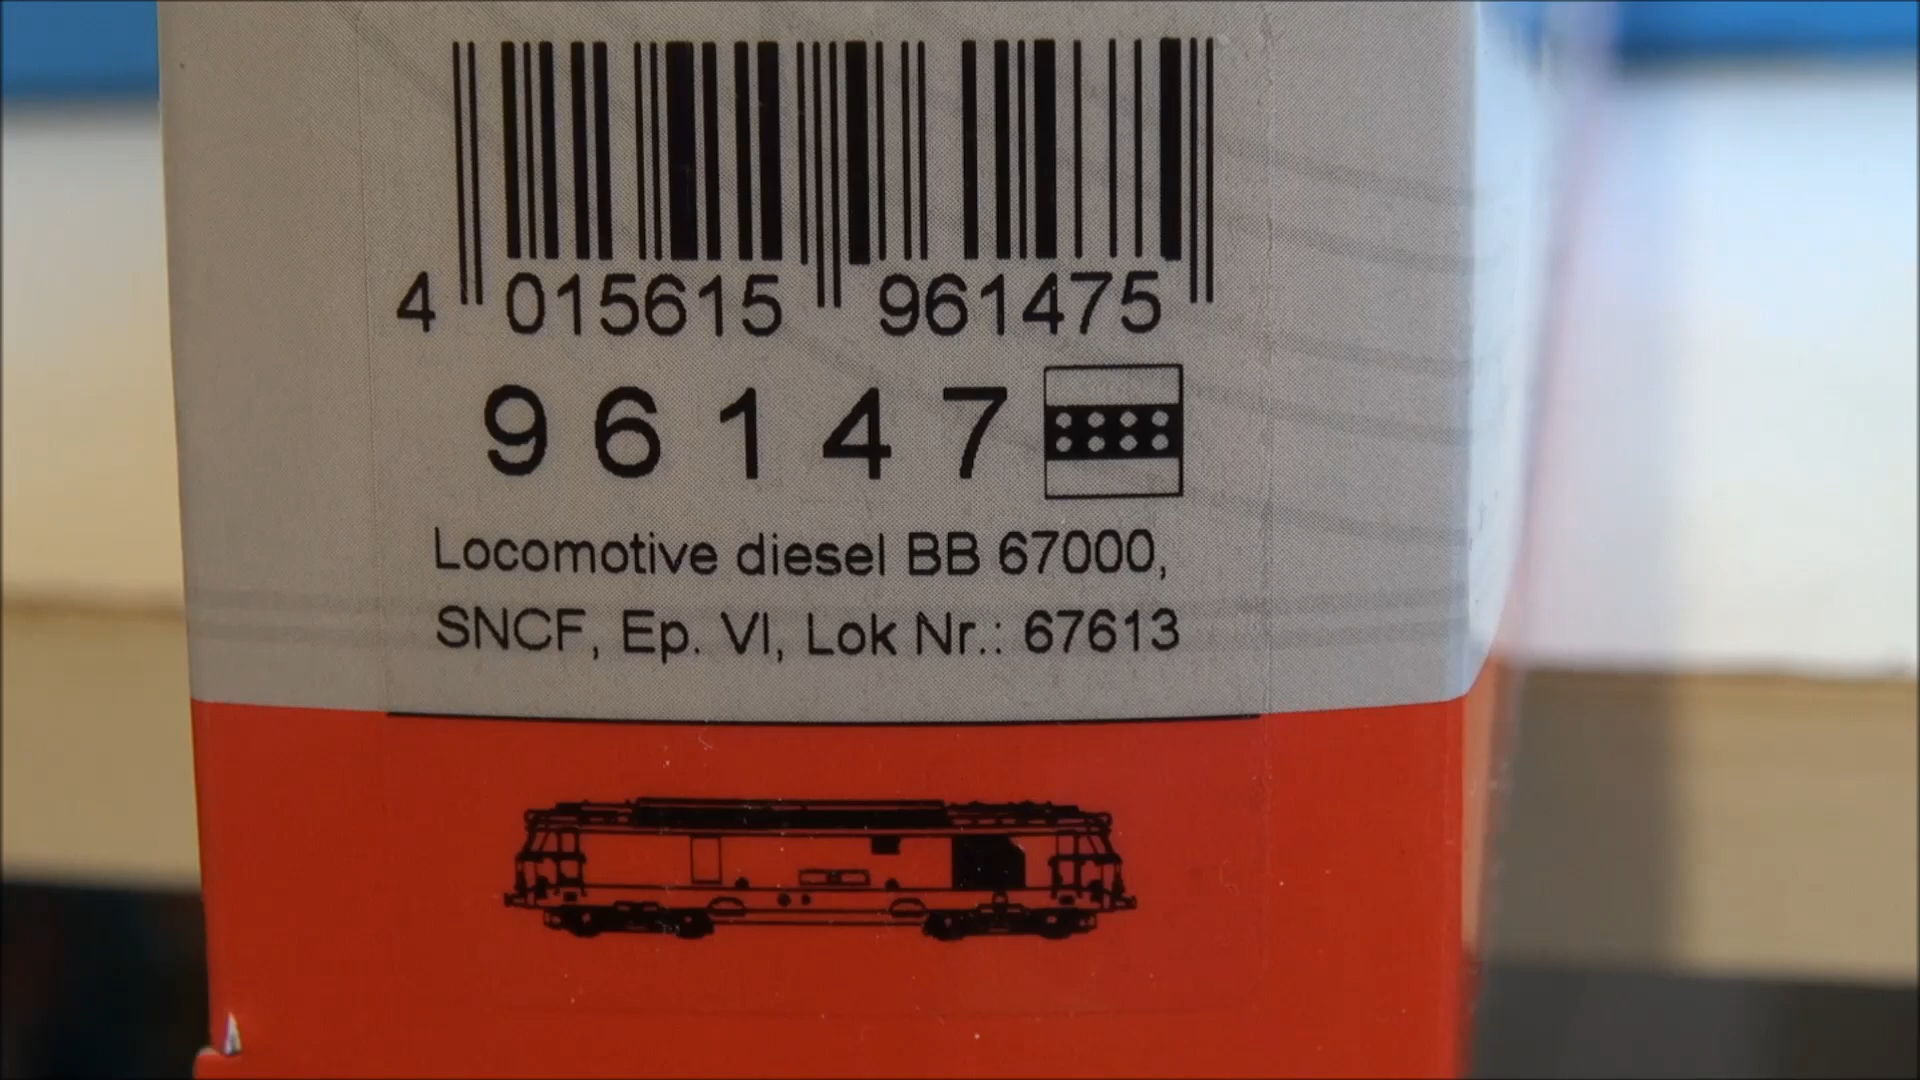 4 015615 961475
96147
Locomotive diesel BB 67000,
SNCF, Ep. VI, Lok Nr.: 67613